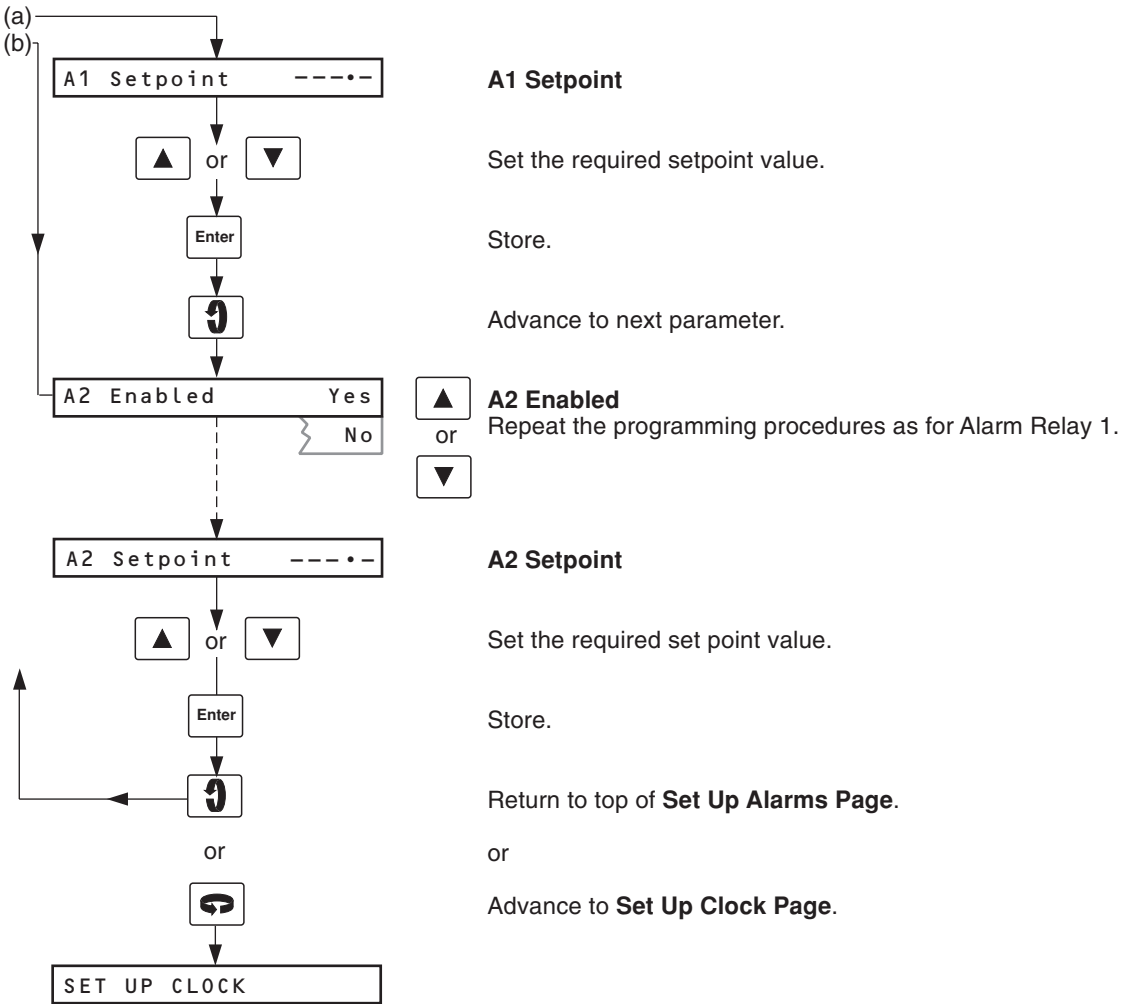 (a)
(b)
A1 Setpoint – – – • –
A1 Setpoint
▲ or ▼
Set the required setpoint value.
Enter
Store.
Advance to next parameter.
A2 Enabled Yes
No
▲
or
▼
A2 Enabled
Repeat the programming procedures as for Alarm Relay 1.
A2 Setpoint – – – • –
A2 Setpoint
▲ or ▼
Set the required set point value.
Enter
Store.
Return to top of Set Up Alarms Page.
or
or
Advance to Set Up Clock Page.
SET UP CLOCK